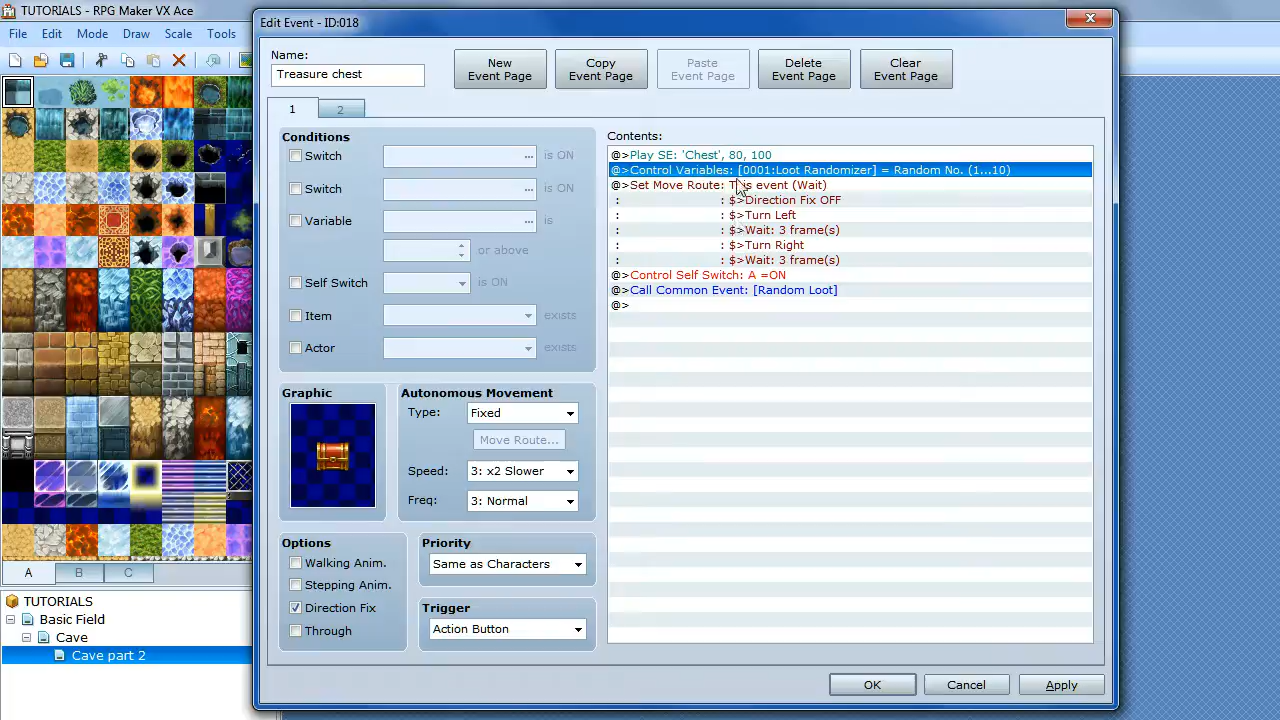 TUTORIALS - RPG Maker VX Ace
File Edit Mode Draw Scale Tools
Edit Event - ID:018
Name:
Treasure chest
New Event Page
Copy Event Page
Paste Event Page
Delete Event Page
Clear Event Page
1 2
Conditions
Switch ... is ON
Switch ... is ON
Variable ... is
or above
Self Switch is ON
Item exists
Actor exists
Graphic
Autonomous Movement
Type: Fixed
Move Route...
Speed: 3: x2 Slower
Freq: 3: Normal
Options
Walking Anim.
Stepping Anim.
Direction Fix
Through
Priority
Same as Characters
Trigger
Action Button
Contents:
@>Play SE: 'Chest', 80, 100
@>Control Variables: [0001:Loot Randomizer] = Random No. (1...10)
@>Set Move Route: This event (Wait)
: : $>Direction Fix OFF
: : $>Turn Left
: : $>Wait: 3 frame(s)
: : $>Turn Right
: : $>Wait: 3 frame(s)
@>Control Self Switch: A =ON
@>Call Common Event: [Random Loot]
@>
OK Cancel Apply
A B C
TUTORIALS
Basic Field
Cave
Cave part 2